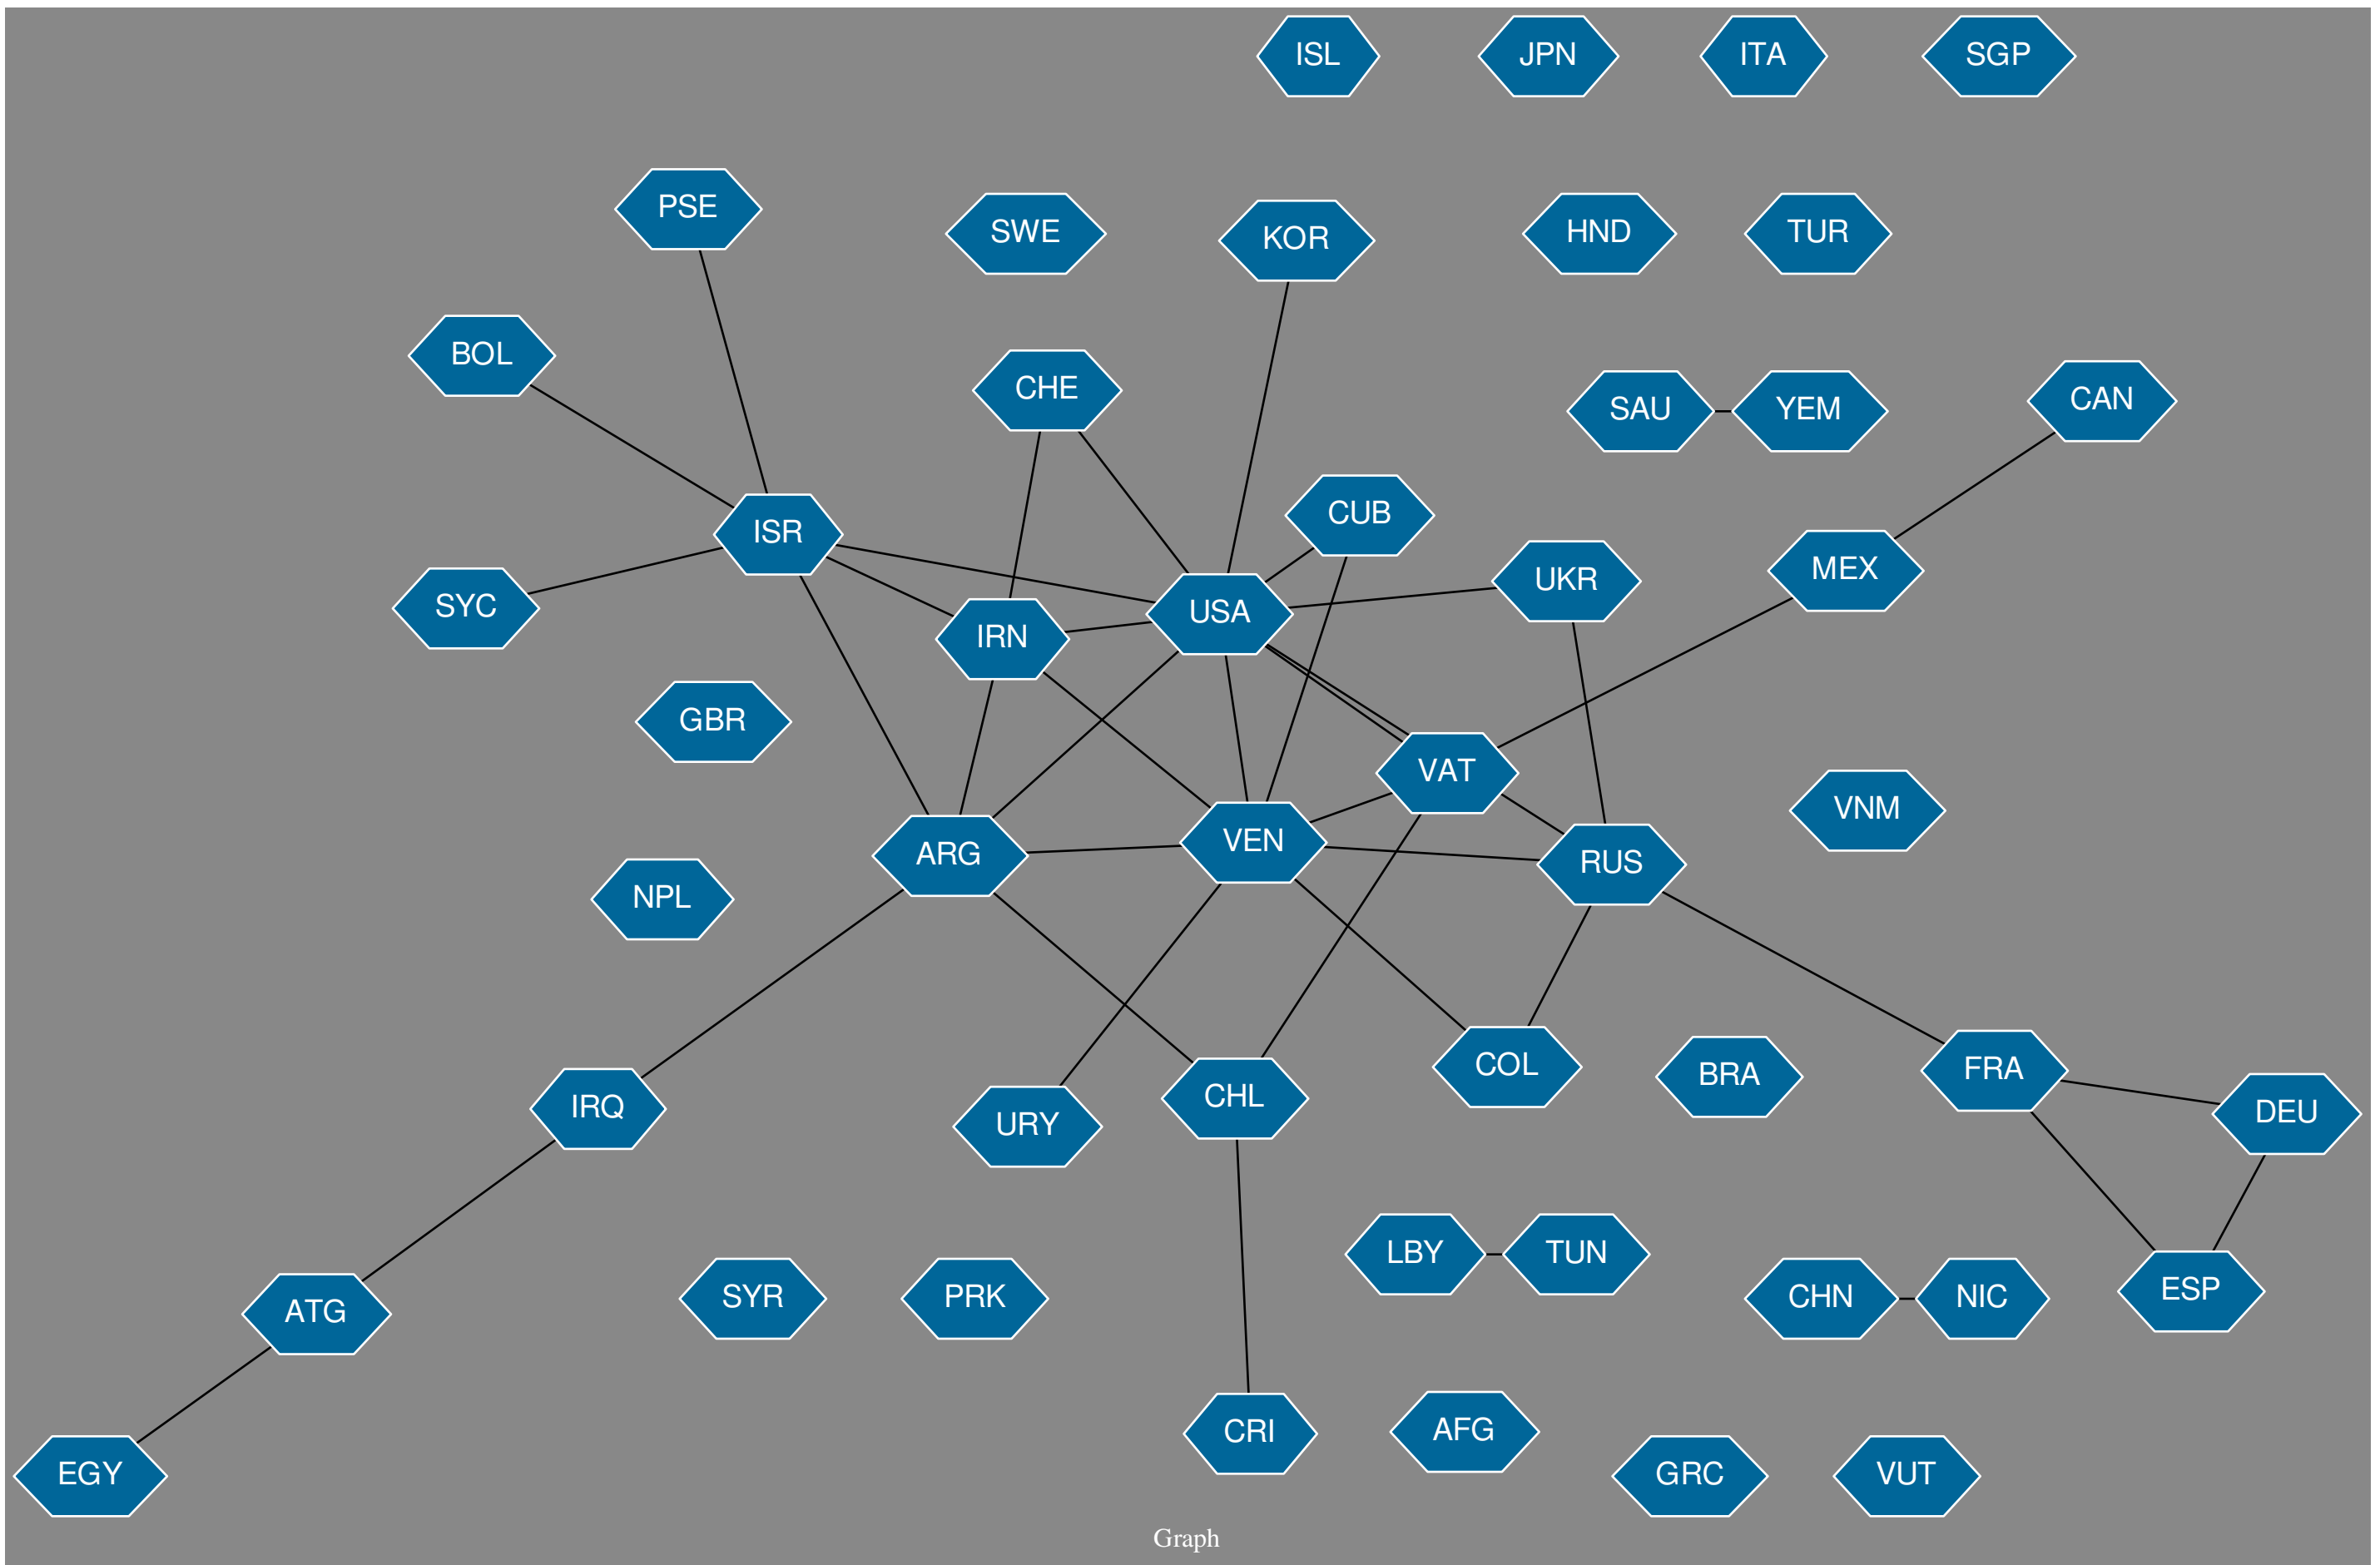 ISL
JPN
ITA
SGP
PSE
SWE
KOR
HND
TUR
BOL
CHE
SAU
YEM
CAN
ISR
CUB
UKR
MEX
SYC
IRN
USA
GBR
VAT
VNM
ARG
VEN
RUS
NPL
IRQ
URY
CHL
COL
BRA
FRA
DEU
LBY
TUN
ATG
SYR
PRK
CHN
NIC
ESP
EGY
CRI
AFG
GRC
VUT
Graph